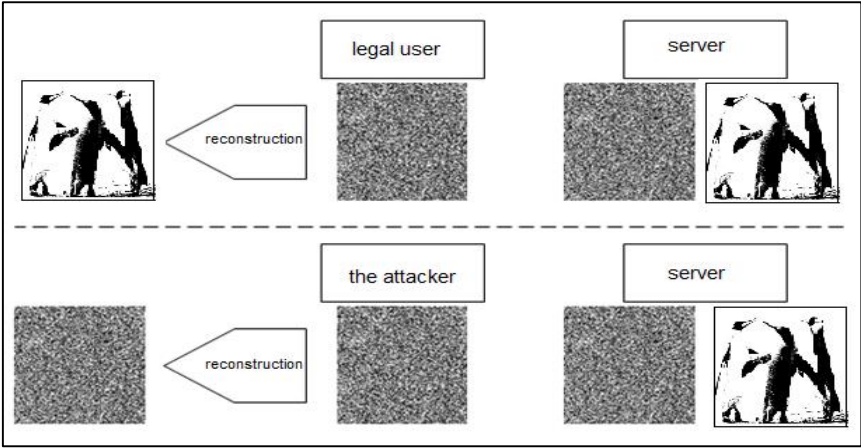 legal user
server
reconstruction
the attacker
server
reconstruction